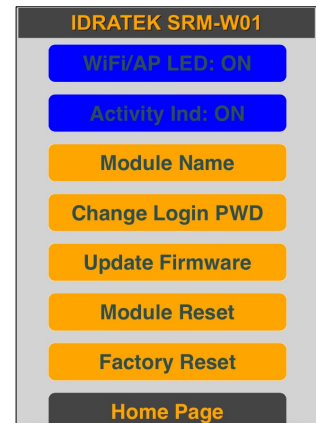 IDRATEK SRM-W01
WiFi/AP LED: ON
Activity Ind: ON
Module Name
Change Login PWD
Update Firmware
Module Reset
Factory Reset
Home Page